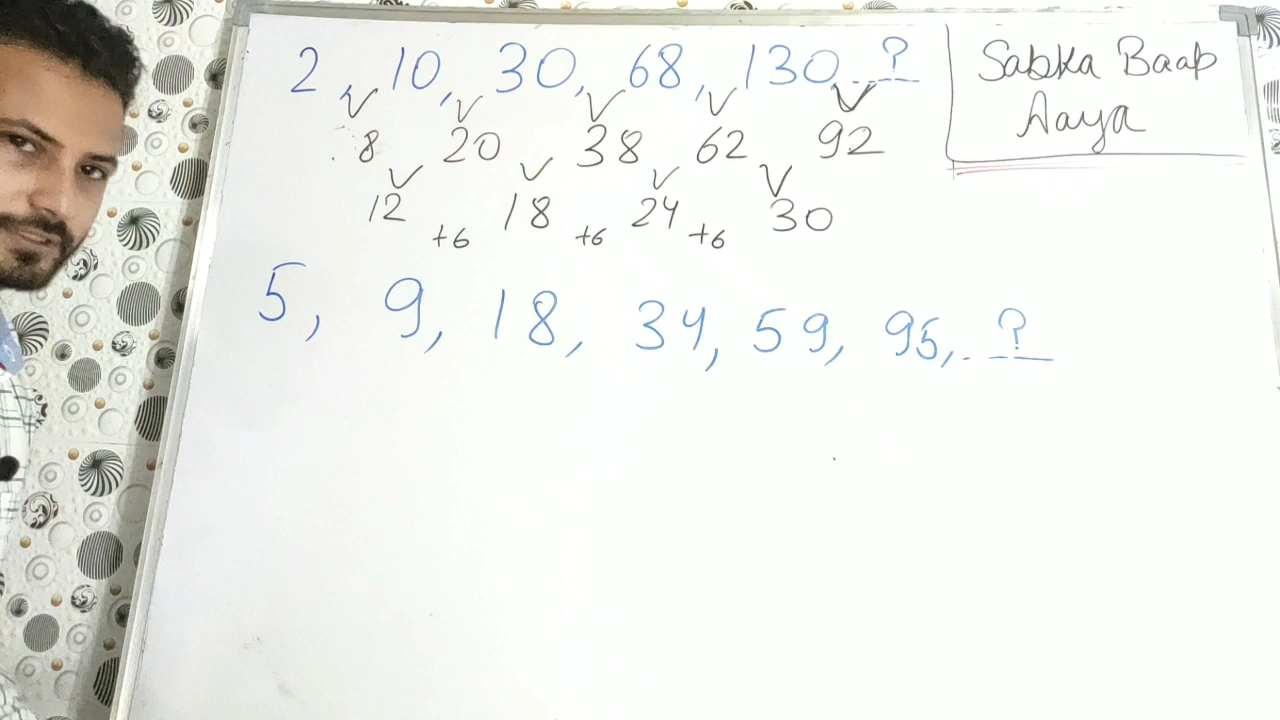 2, 10, 30, 68, 130, ?
8 20 38 62 92
12 18 24 30
+6 +6 +6
Sabka Baap
Aaya
5, 9, 18, 34, 59, 95, ?